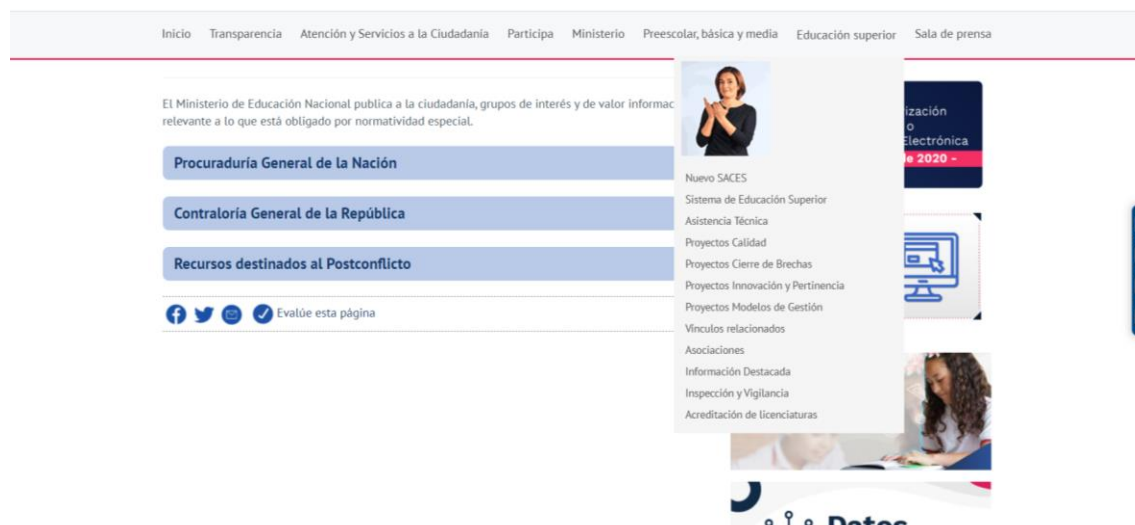 Inicio Transparencia Atención y Servicios a la Ciudadanía Participa Ministerio Preescolar, básica y media Educación superior Sala de prensa
El Ministerio de Educación Nacional publica a la ciudadanía, grupos de interés y de valor informac
relevante a lo que está obligado por normatividad especial.
Procuraduría General de la Nación
Contraloría General de la República
Recursos destinados al Postconflicto
Evalúe esta página
Nuevo SACES
Sistema de Educación Superior
Asistencia Técnica
Proyectos Calidad
Proyectos Cierre de Brechas
Proyectos Innovación y Pertinencia
Proyectos Modelos de Gestión
Vinculos relacionados
Asociaciones
Información Destacada
Inspección y Vigilancia
Acreditación de licenciaturas
ización
o
Electrónica
de 2020 -
Datos